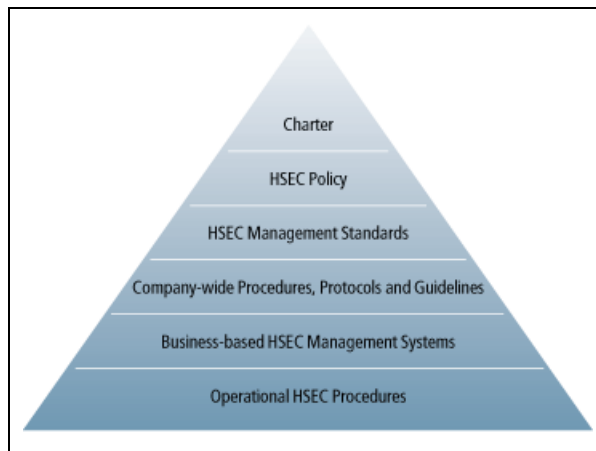 Charter
HSEC Policy
HSEC Management Standards
Company-wide Procedures, Protocols and Guidelines
Business-based HSEC Management Systems
Operational HSEC Procedures